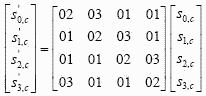 s'0,c 02 03 01 01 s0,c
s'1,c = 01 02 03 01 s1,c
s'2,c 01 01 02 03 s2,c
s'3,c 03 01 01 02 s3,c